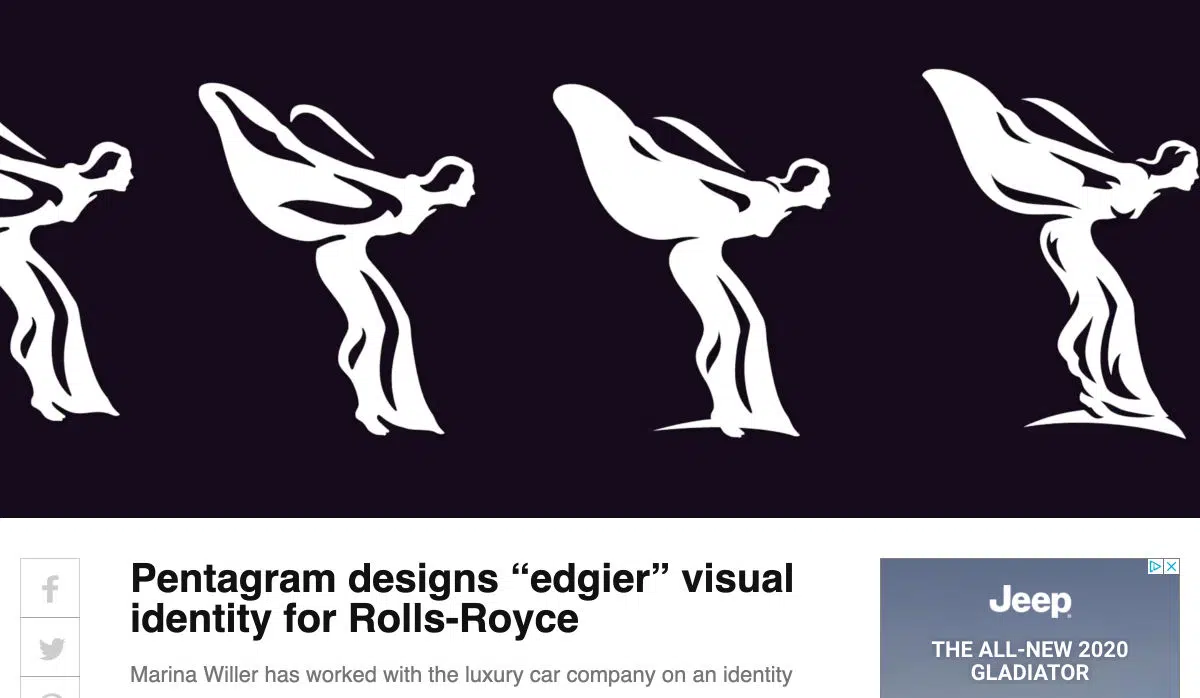 Pentagram designs “edgier” visual
identity for Rolls-Royce
Marina Willer has worked with the luxury car company on an identity
Jeep
THE ALL-NEW 2020
GLADIATOR